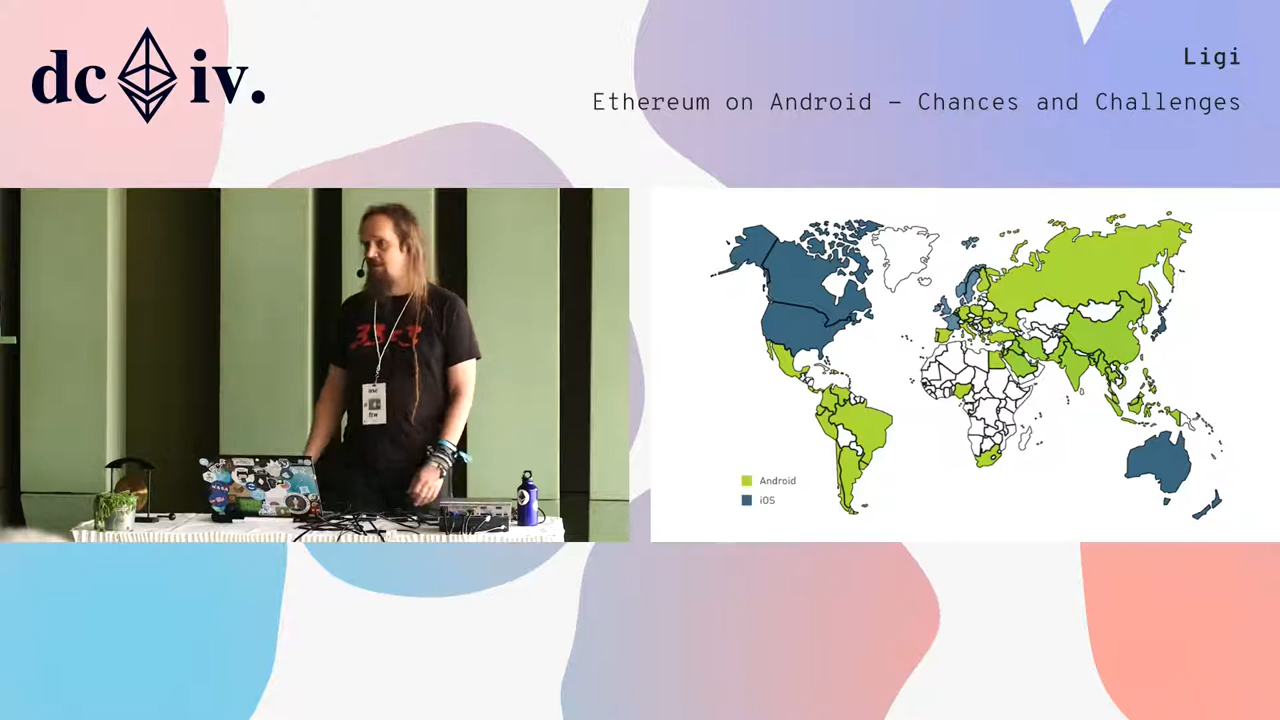 dc iv.
Ligi
Ethereum on Android – Chances and Challenges
Android
iOS